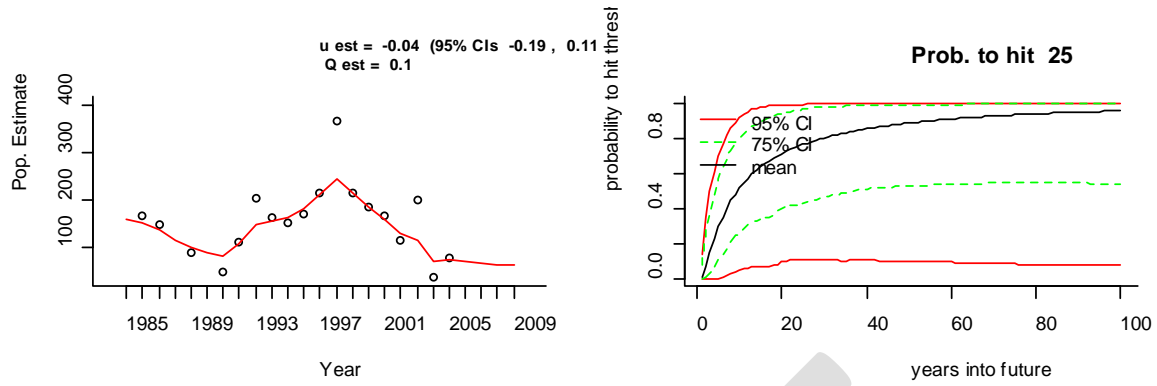 u est = -0.04 (95% CIs -0.19 , 0.11
Q est = 0.1
Pop. Estimate
400
300
200
100
1985 1989 1993 1997 2001 2005 2009
Year
Prob. to hit 25
probability to hit thresh
0.8
0.4
0.0
95% CI
75% CI
mean
0 20 40 60 80 100
years into future